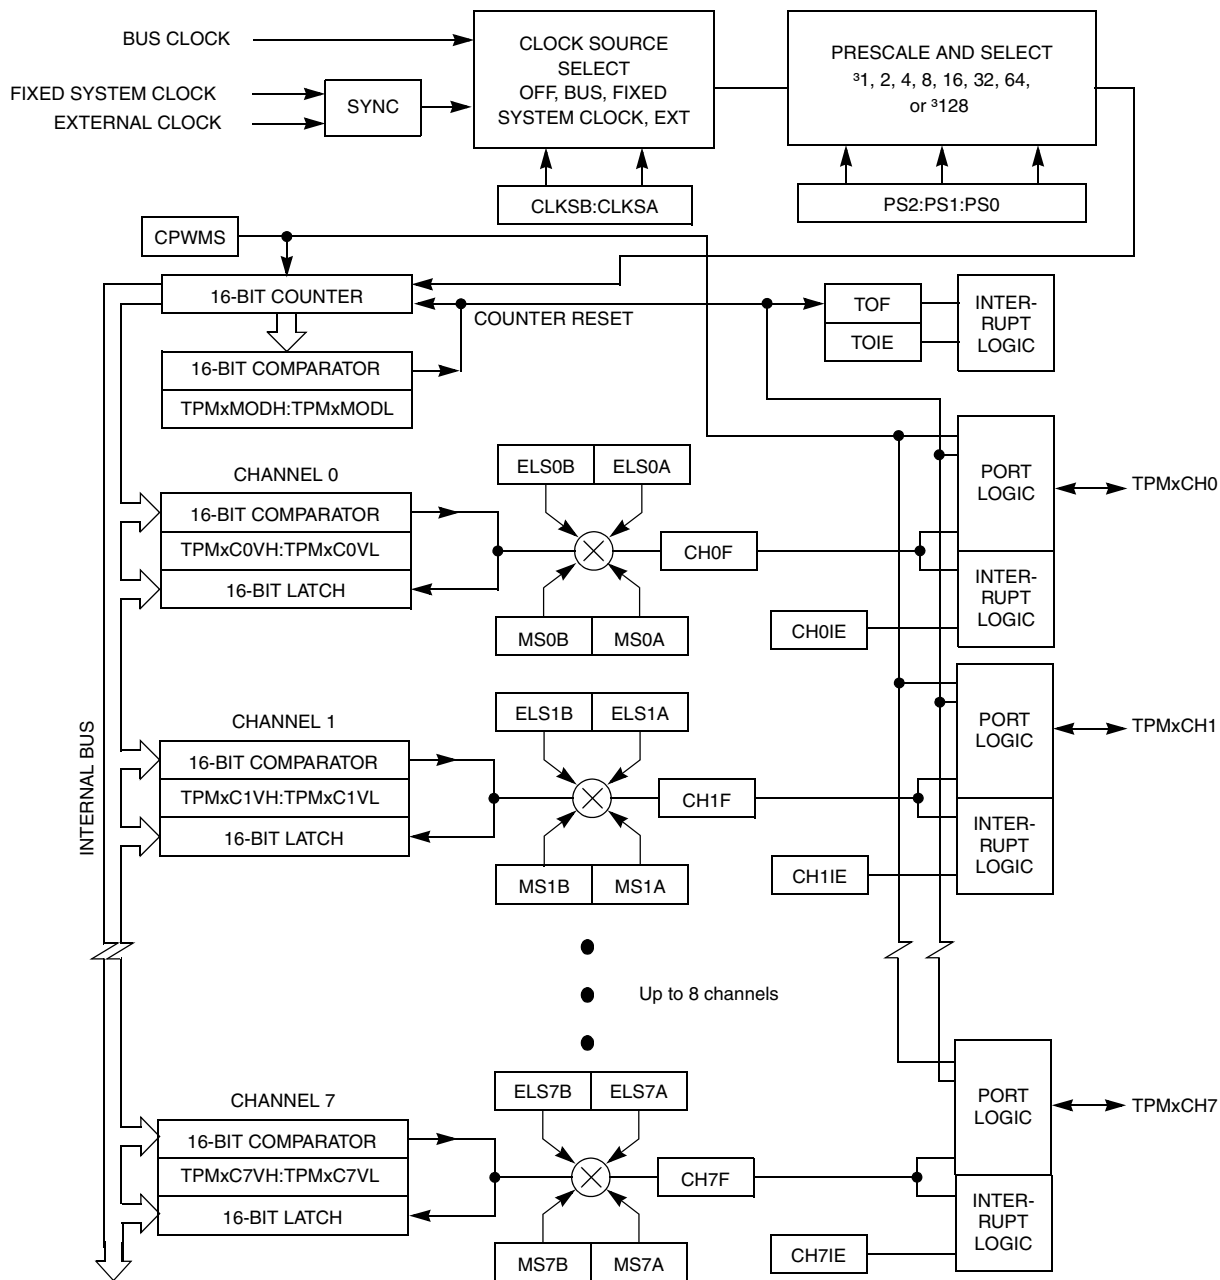 BUS CLOCK
FIXED SYSTEM CLOCK
EXTERNAL CLOCK
SYNC
CLOCK SOURCE
SELECT
OFF, BUS, FIXED
SYSTEM CLOCK, EXT
PRESCALE AND SELECT
³1, 2, 4, 8, 16, 32, 64,
or ³128
CLKSB:CLKSA
PS2:PS1:PS0
CPWMS
16-BIT COUNTER
COUNTER RESET
TOF
TOIE
INTER-
RUPT
LOGIC
16-BIT COMPARATOR
TPMxMODH:TPMxMODL
INTERNAL BUS
CHANNEL 0
16-BIT COMPARATOR
TPMxC0VH:TPMxC0VL
16-BIT LATCH
ELS0B
ELS0A
MS0B
MS0A
CH0F
CH0IE
PORT
LOGIC
INTER-
RUPT
LOGIC
TPMxCH0
CHANNEL 1
16-BIT COMPARATOR
TPMxC1VH:TPMxC1VL
16-BIT LATCH
ELS1B
ELS1A
MS1B
MS1A
CH1F
CH1IE
PORT
LOGIC
INTER-
RUPT
LOGIC
TPMxCH1
Up to 8 channels
CHANNEL 7
16-BIT COMPARATOR
TPMxC7VH:TPMxC7VL
16-BIT LATCH
ELS7B
ELS7A
MS7B
MS7A
CH7F
CH7IE
PORT
LOGIC
INTER-
RUPT
LOGIC
TPMxCH7